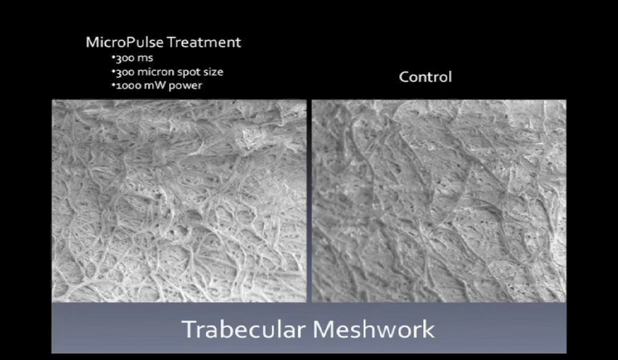 MicroPulse Treatment
•300 ms
•300 micron spot size
•1000 mW power
Control
Trabecular Meshwork